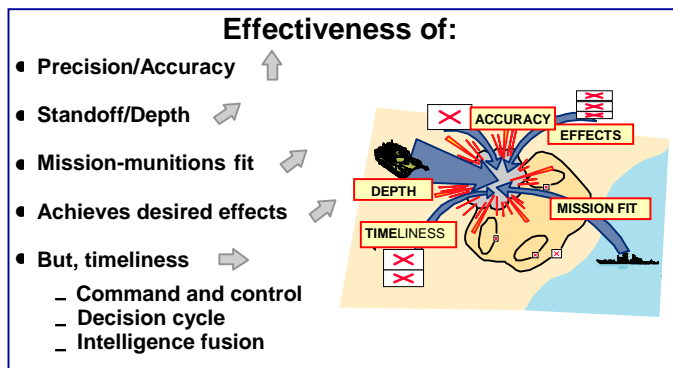 Effectiveness of:
Precision/Accuracy
Standoff/Depth
Mission-munitions fit
Achieves desired effects
But, timeliness
– Command and control
– Decision cycle
– Intelligence fusion
ACCURACY
EFFECTS
DEPTH
MISSION FIT
TIMELINESS